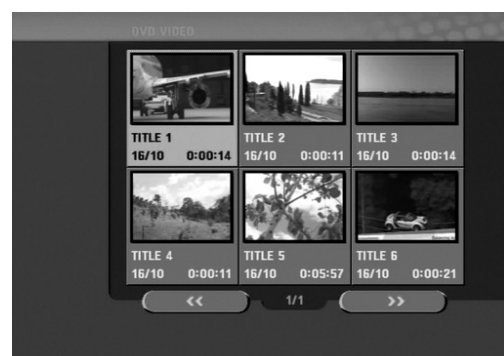 DVD VIDEO
TITLE 1
16/10 0:00:14
TITLE 2
16/10 0:00:11
TITLE 3
16/10 0:00:14
TITLE 4
16/10 0:00:11
TITLE 5
16/10 0:05:57
TITLE 6
16/10 0:00:21
<< 1/1 >>